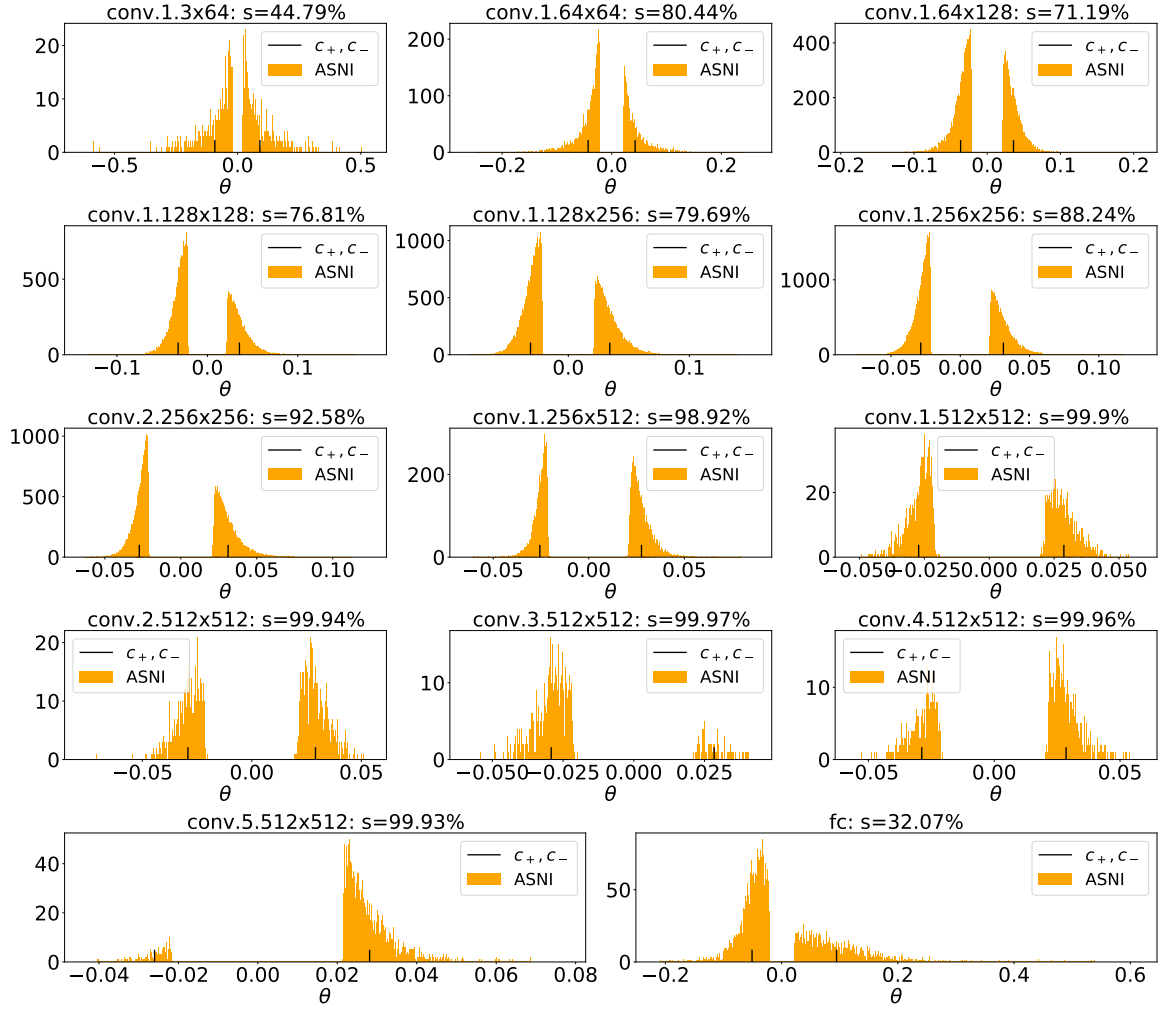 conv.1.3x64: s=44.79%
20
10
0
−0.5
0.0
0.5
θ
c₊, c₋
ASNI
conv.1.64x64: s=80.44%
200
100
0
−0.2
0.0
0.2
θ
c₊, c₋
ASNI
conv.1.64x128: s=71.19%
400
200
0
−0.2
−0.1
0.0
0.1
0.2
θ
c₊, c₋
ASNI
conv.1.128x128: s=76.81%
500
0
−0.1
0.0
0.1
θ
c₊, c₋
ASNI
conv.1.128x256: s=79.69%
1000
500
0
0.0
0.1
θ
c₊, c₋
ASNI
conv.1.256x256: s=88.24%
1000
0
−0.05
0.00
0.05
0.10
θ
c₊, c₋
ASNI
conv.2.256x256: s=92.58%
1000
500
0
−0.05
0.00
0.05
0.10
θ
c₊, c₋
ASNI
conv.1.256x512: s=98.92%
200
0
−0.05
0.00
0.05
θ
c₊, c₋
ASNI
conv.1.512x512: s=99.9%
20
0
−0.050
−0.025
0.000
0.025
0.050
θ
c₊, c₋
ASNI
conv.2.512x512: s=99.94%
20
10
0
−0.05
0.00
0.05
θ
c₊, c₋
ASNI
conv.3.512x512: s=99.97%
10
0
−0.050
−0.025
0.000
0.025
θ
c₊, c₋
ASNI
conv.4.512x512: s=99.96%
10
0
−0.05
0.00
0.05
θ
c₊, c₋
ASNI
conv.5.512x512: s=99.93%
40
20
0
−0.04
−0.02
0.00
0.02
0.04
0.06
0.08
θ
c₊, c₋
ASNI
fc: s=32.07%
50
0
−0.2
0.0
0.2
0.4
0.6
θ
c₊, c₋
ASNI